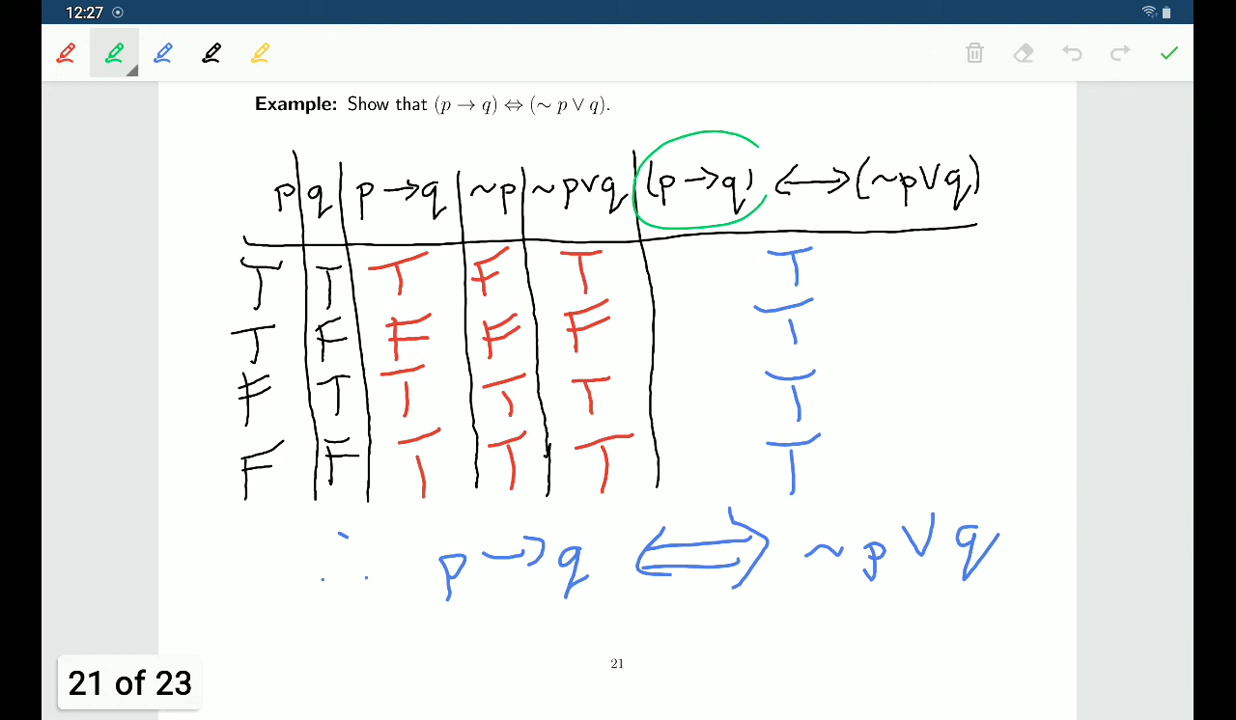 12:27
Example: Show that (p → q) ⇔ (∼ p ∨ q).
p q p → q ~p ~p∨q (p → q) ⟷ (~p∨q)
T T T F T T
T F F F F T
F T T T T T
F F T T T T
∴ p → q ⟺ ~p∨q
21
21 of 23